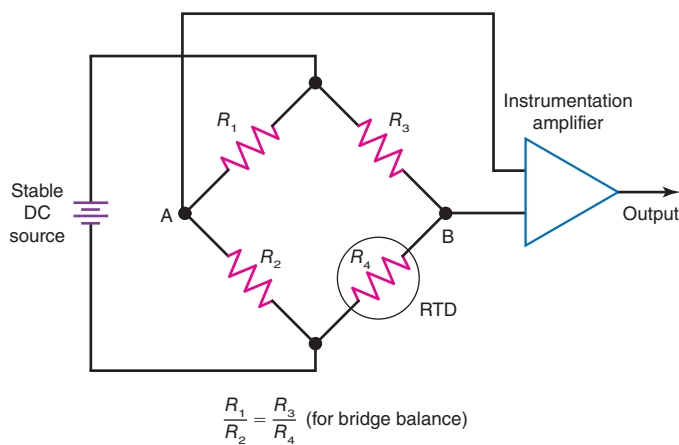 R1
R3
Instrumentation
amplifier
Stable
DC
source
A
B
Output
R2
R4
RTD
R1/R2 = R3/R4 (for bridge balance)